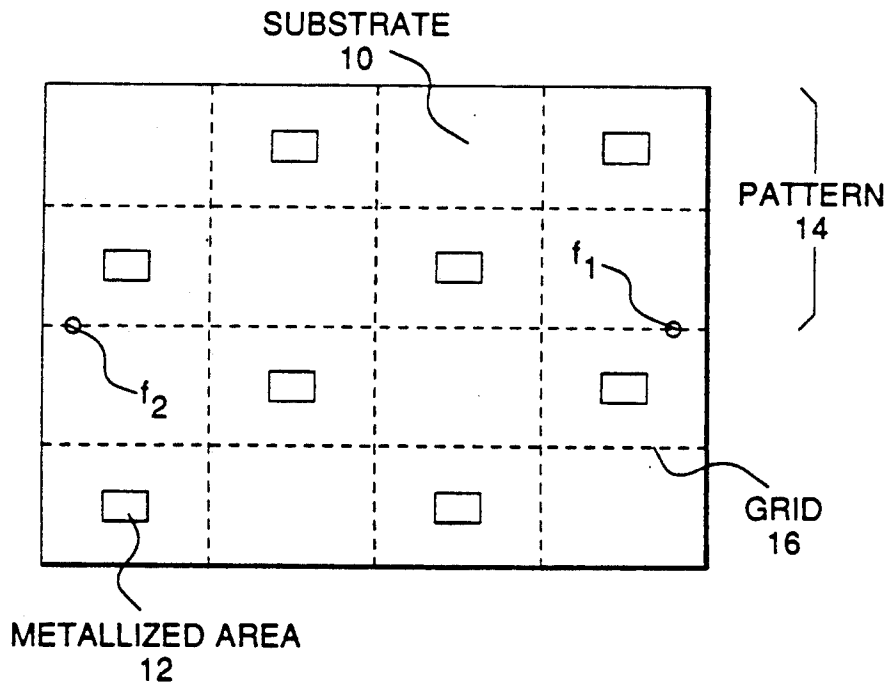 SUBSTRATE
10
PATTERN
14
f1
f2
GRID
16
METALLIZED AREA
12